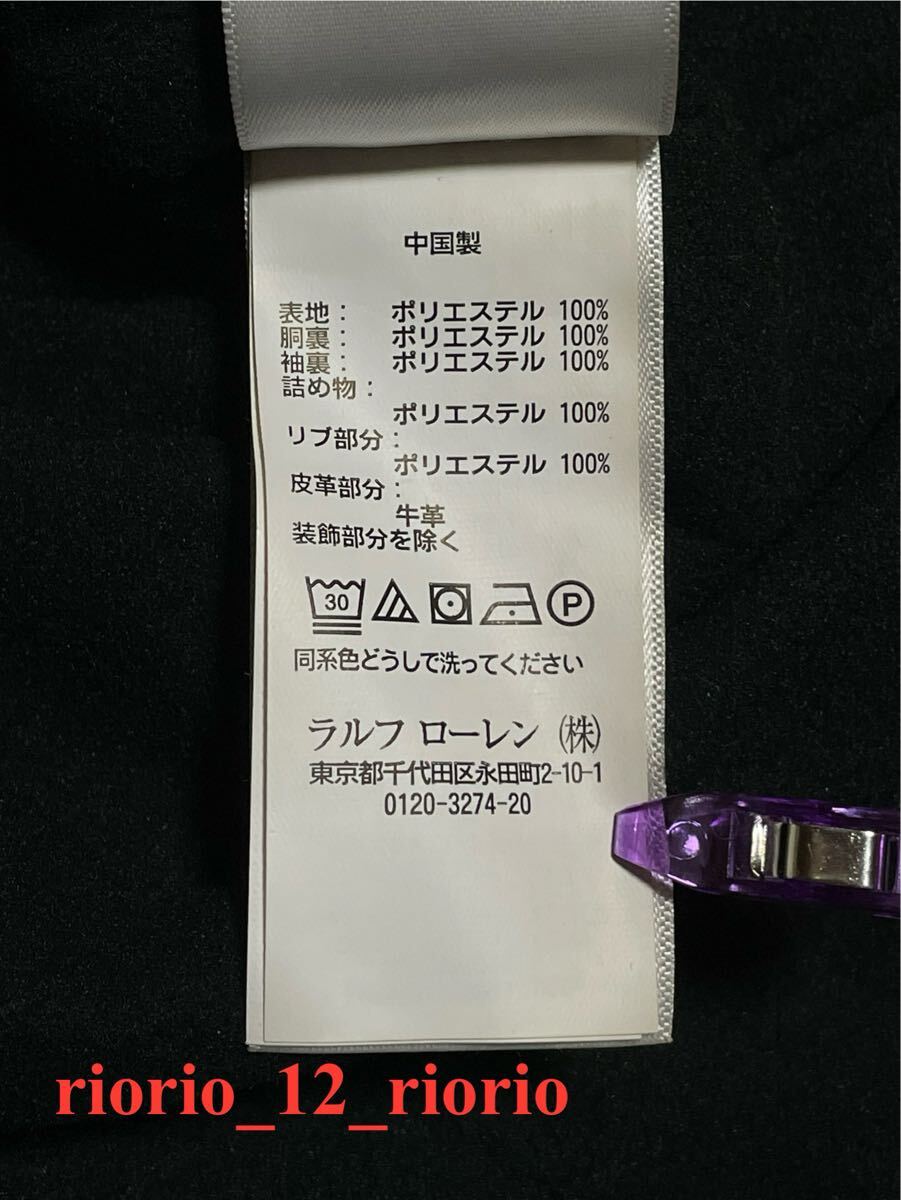 中国製
表地： ポリエステル 100%
胴裏： ポリエステル 100%
袖裏： ポリエステル 100%
詰め物：
ポリエステル 100%
リブ部分：
ポリエステル 100%
皮革部分：
牛革
装飾部分を除く
30 P
同系色どうしで洗ってください
ラルフ ローレン ㈱
東京都千代田区永田町2-10-1
0120-3274-20
riorio_12_riorio